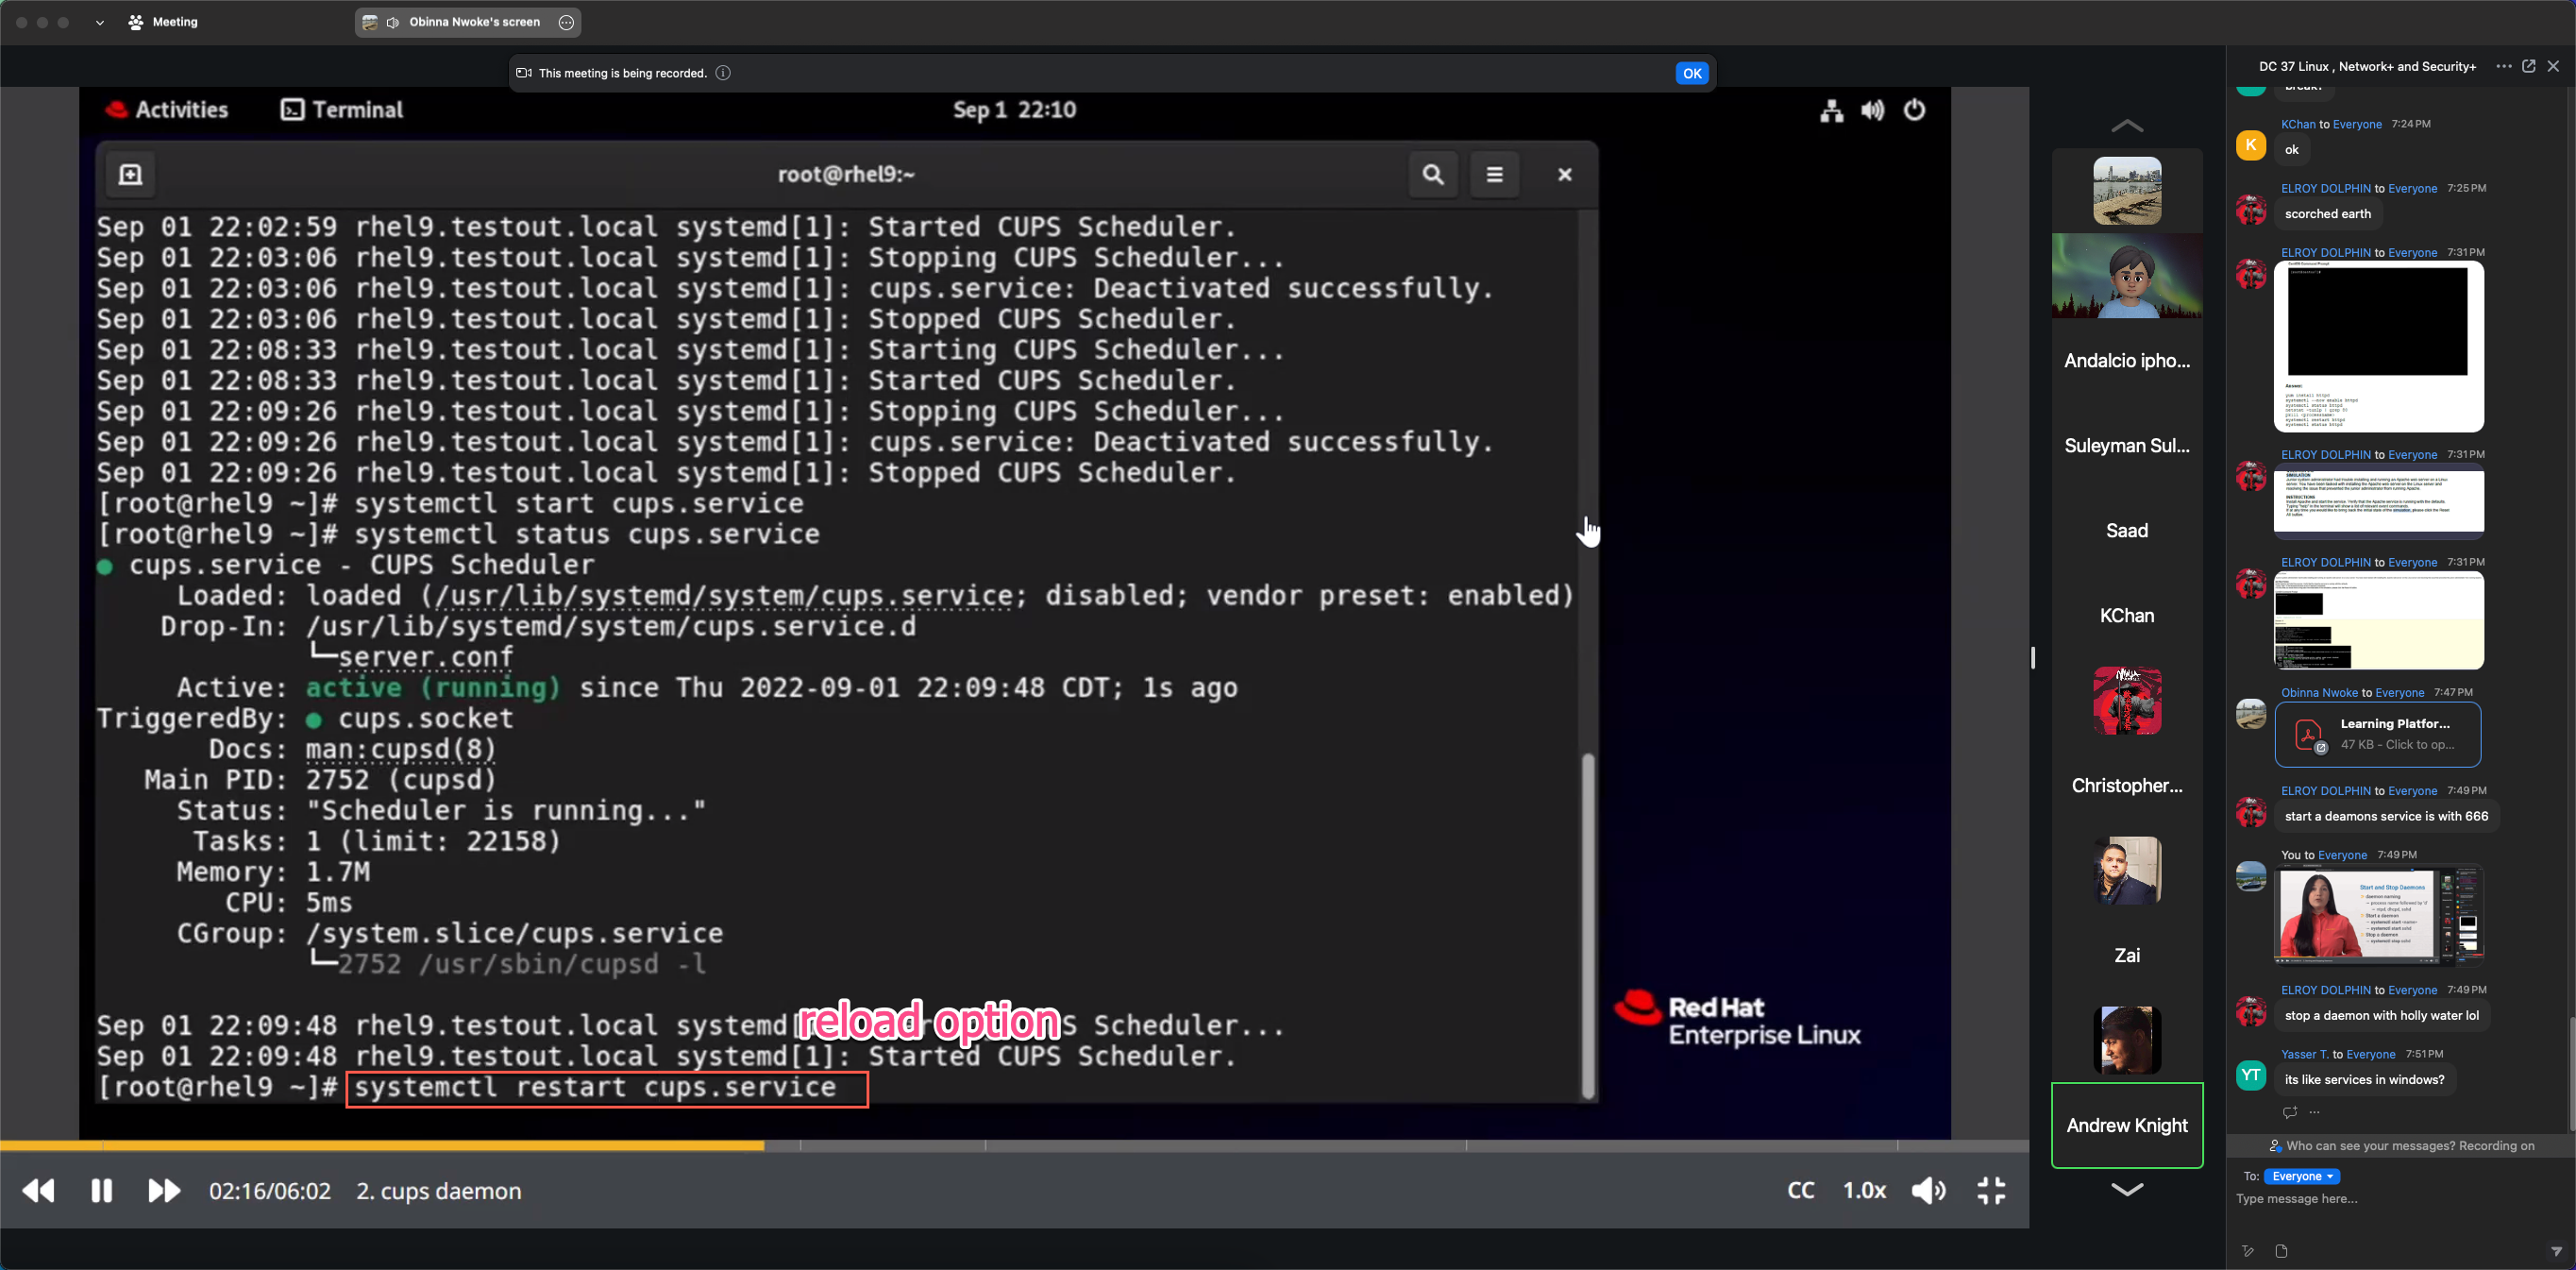 Meeting
Obinna Nwoke's screen
This meeting is being recorded.
OK
Activities
Terminal
Sep 1 22:10
root@rhel9:~
Sep 01 22:02:59 rhel9.testout.local systemd[1]: Started CUPS Scheduler.
Sep 01 22:03:06 rhel9.testout.local systemd[1]: Stopping CUPS Scheduler...
Sep 01 22:03:06 rhel9.testout.local systemd[1]: cups.service: Deactivated successfully.
Sep 01 22:03:06 rhel9.testout.local systemd[1]: Stopped CUPS Scheduler.
Sep 01 22:08:33 rhel9.testout.local systemd[1]: Starting CUPS Scheduler...
Sep 01 22:08:33 rhel9.testout.local systemd[1]: Started CUPS Scheduler.
Sep 01 22:09:26 rhel9.testout.local systemd[1]: Stopping CUPS Scheduler...
Sep 01 22:09:26 rhel9.testout.local systemd[1]: cups.service: Deactivated successfully.
Sep 01 22:09:26 rhel9.testout.local systemd[1]: Stopped CUPS Scheduler.
[root@rhel9 ~]# systemctl start cups.service
[root@rhel9 ~]# systemctl status cups.service
● cups.service - CUPS Scheduler
Loaded: loaded (/usr/lib/systemd/system/cups.service; disabled; vendor preset: enabled)
Drop-In: /usr/lib/systemd/system/cups.service.d
└─server.conf
Active: active (running) since Thu 2022-09-01 22:09:48 CDT; 1s ago
TriggeredBy: ● cups.socket
Docs: man:cupsd(8)
Main PID: 2752 (cupsd)
Status: "Scheduler is running..."
Tasks: 1 (limit: 22158)
Memory: 1.7M
CPU: 5ms
CGroup: /system.slice/cups.service
└─2752 /usr/sbin/cupsd -l
reload option
Sep 01 22:09:48 rhel9.testout.local systemd[ S Scheduler...
Sep 01 22:09:48 rhel9.testout.local systemd[1]: Started CUPS Scheduler.
[root@rhel9 ~]# systemctl restart cups.service
Red Hat
Enterprise Linux
02:16/06:02
2. cups daemon
CC
1.0x
Andalcio ipho...
Suleyman Sul...
Saad
KChan
Christopher...
Zai
Andrew Knight
DC 37 Linux , Network+ and Security+
KChan to Everyone 7:24 PM
K
ok
ELROY DOLPHIN to Everyone 7:25 PM
scorched earth
ELROY DOLPHIN to Everyone 7:31 PM
ELROY DOLPHIN to Everyone 7:31 PM
INSTRUCTIONS
ELROY DOLPHIN to Everyone 7:31 PM
Obinna Nwoke to Everyone 7:47 PM
Learning Platfor...
47 KB - Click to op...
ELROY DOLPHIN to Everyone 7:49 PM
start a deamons service is with 666
You to Everyone 7:49 PM
Start and Stop Daemons
ELROY DOLPHIN to Everyone 7:49 PM
stop a daemon with holly water lol
Yasser T. to Everyone 7:51 PM
YT
its like services in windows?
Who can see your messages? Recording on
To: Everyone
Type message here...